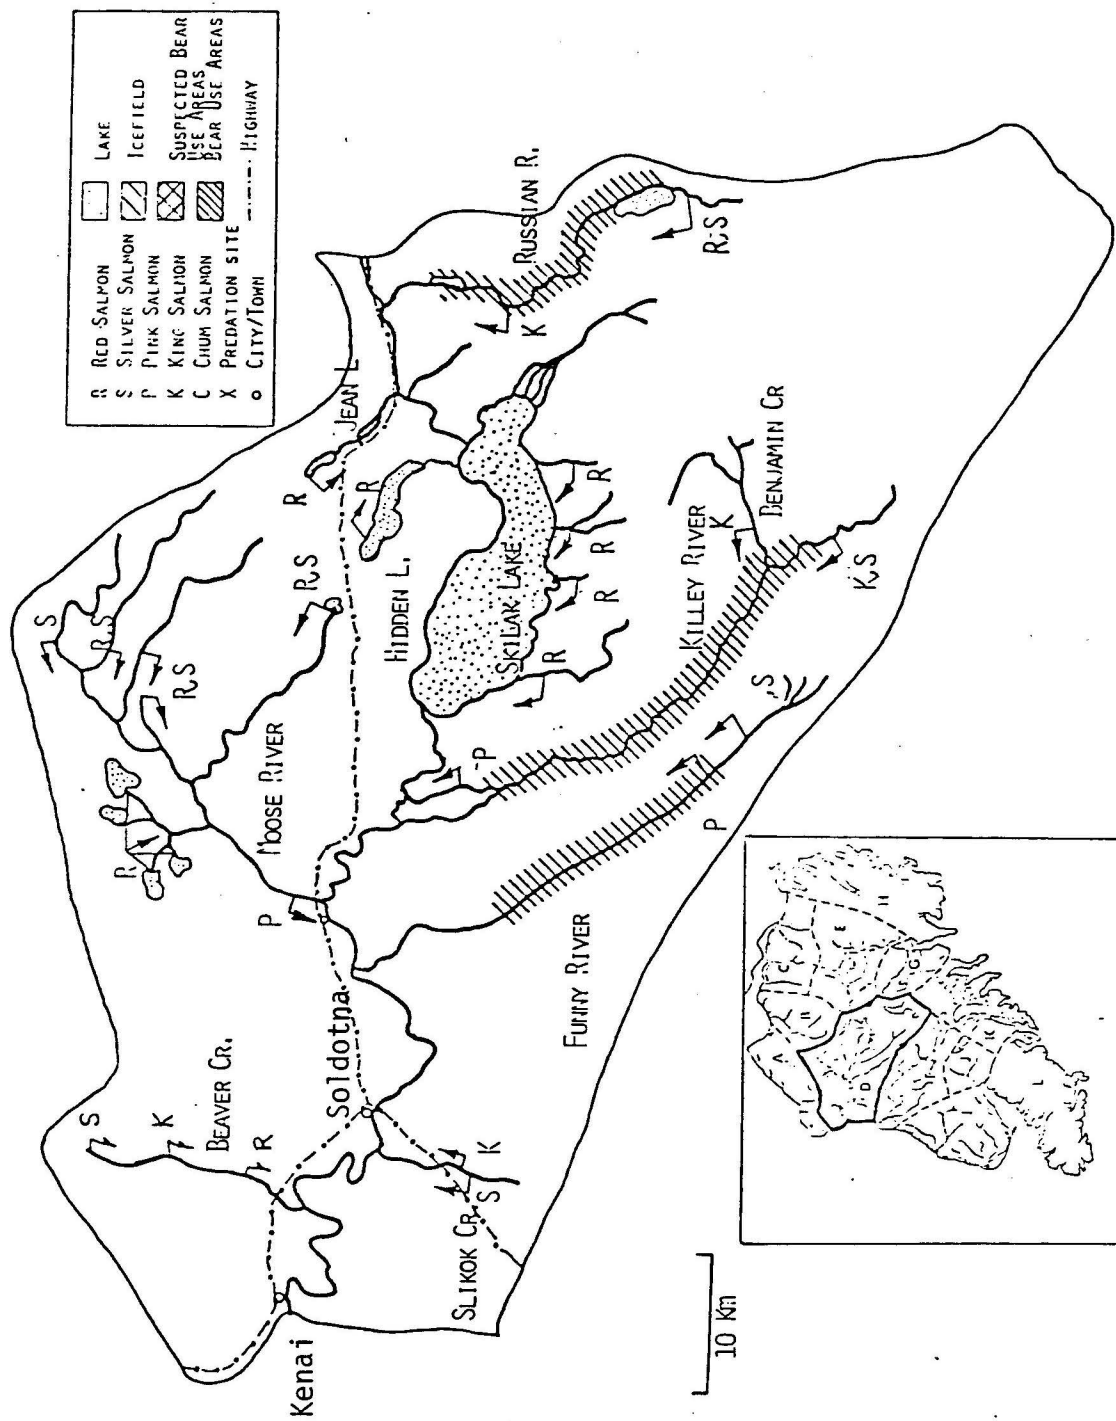 R RED SALMON
S SILVER SALMON
P PINK SALMON
K KING SALMON
C CHUM SALMON
X PREDATION SITE
o CITY/TOWN
LAKE
ICEFIELD
SUSPECTED BEAR
USE AREAS
BEAR USE AREAS
HIGHWAY
Kenai
SLIKOK CR.
S
K
BEAVER CR.
S
K
R
Soldotna
P
FUNNY RIVER
P
S
MOOSE RIVER
R
R,S
S
R,S
R,S
P
KILLEY RIVER
K
K,S
BENJAMIN CR
HIDDEN L.
R
SKILAK LAKE
R
R
R
R
JEAN L
R
K
RUSSIAN R.
R,S
10 Km
A
B
C
D
E
G
H
K
L